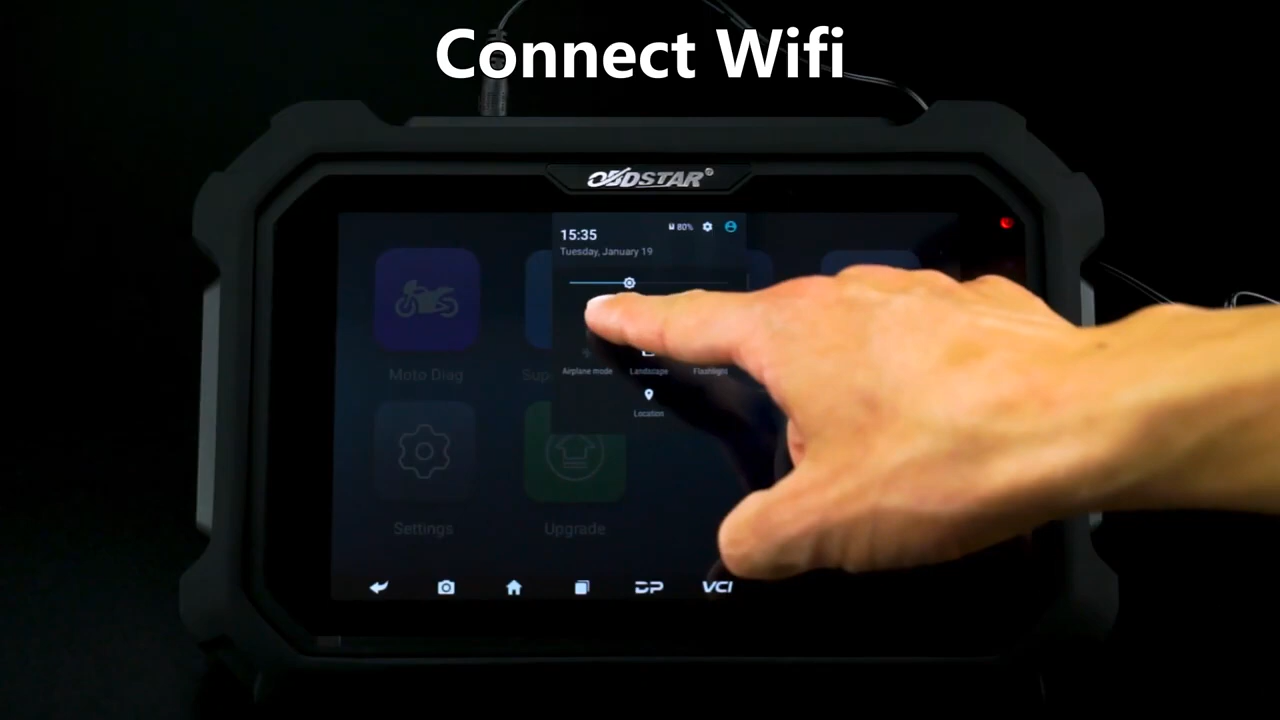 Connect Wifi
OBDSTAR®
80%
15:35
Tuesday, January 19
Moto Diag
Airplane mode
Landscape
Flashlight
Location
Settings
Upgrade
DP
VCI